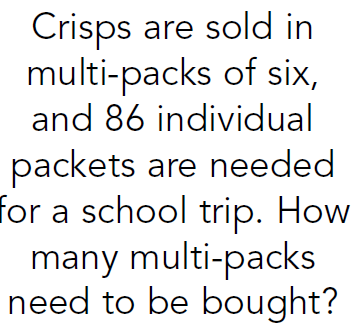 Crisps are sold in
multi-packs of six,
and 86 individual
packets are needed
for a school trip. How
many multi-packs
need to be bought?